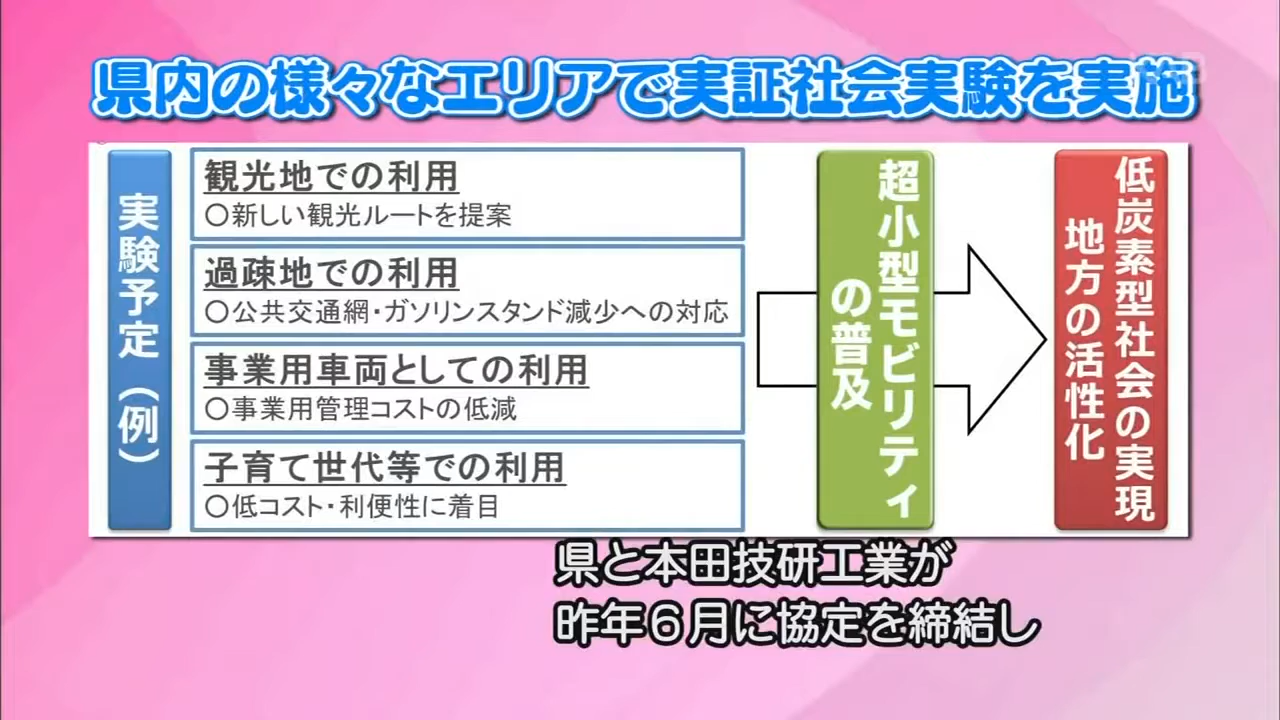 県内の様々なエリアで実証社会実験を実施
実験予定（例）
観光地での利用
○新しい観光ルートを提案
過疎地での利用
○公共交通網・ガソリンスタンド減少への対応
事業用車両としての利用
○事業用管理コストの低減
子育て世代等での利用
○低コスト・利便性に着目
超小型モビリティ
の普及
低炭素型社会の実現
地方の活性化
県と本田技研工業が
昨年６月に協定を締結し